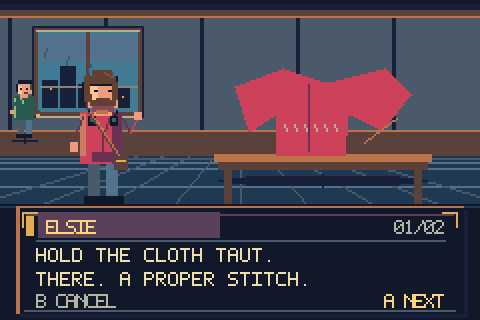 ELSIE 01/02
HOLD THE CLOTH TAUT.
THERE. A PROPER STITCH.
B CANCEL A NEXT